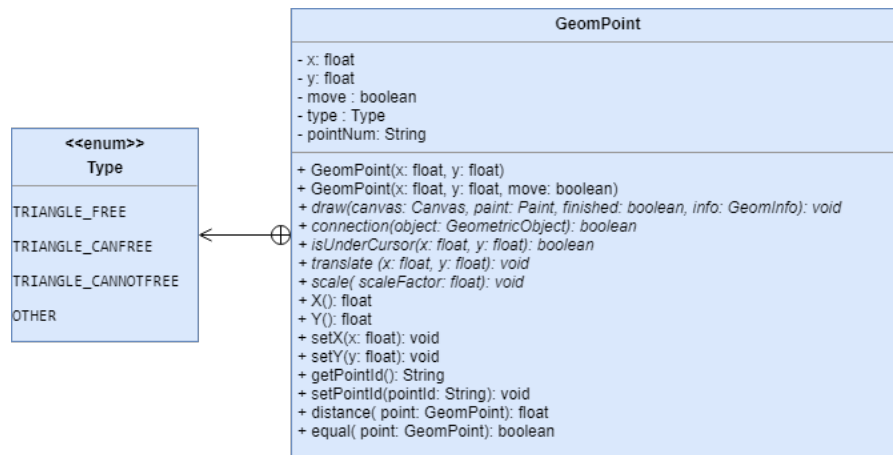 <<enum>>
Type
TRIANGLE_FREE
TRIANGLE_CANFREE
TRIANGLE_CANNOTFREE
OTHER
GeomPoint
- x: float
- y: float
- move : boolean
- type : Type
- pointNum: String
+ GeomPoint(x: float, y: float)
+ GeomPoint(x: float, y: float, move: boolean)
+ draw(canvas: Canvas, paint: Paint, finished: boolean, info: GeomInfo): void
+ connection(object: GeometricObject): boolean
+ isUnderCursor(x: float, y: float): boolean
+ translate (x: float, y: float): void
+ scale( scaleFactor: float): void
+ X(): float
+ Y(): float
+ setX(x: float): void
+ setY(y: float): void
+ getPointId(): String
+ setPointId(pointId: String): void
+ distance( point: GeomPoint): float
+ equal( point: GeomPoint): boolean